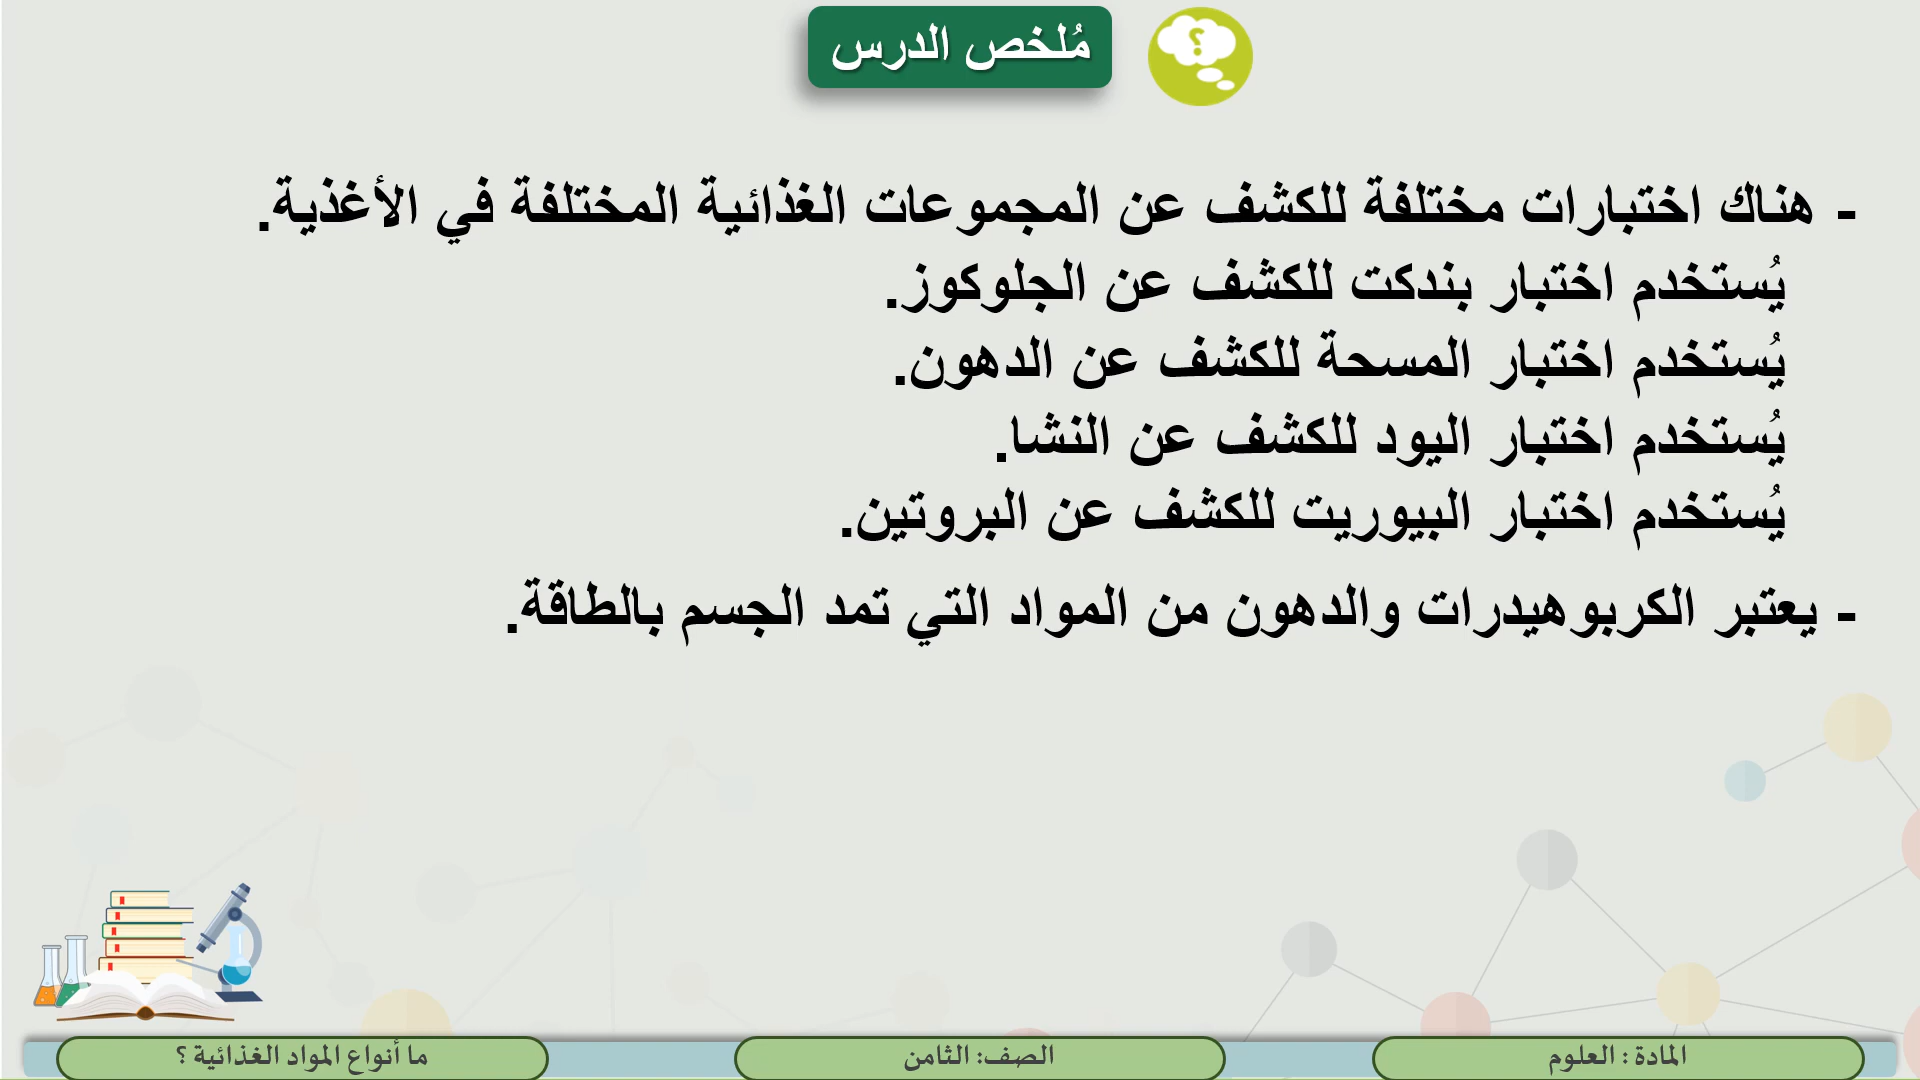 مُلخص الدرس
- هناك اختبارات مختلفة للكشف عن المجموعات الغذائية المختلفة في الأغذية.
يُستخدم اختبار بندكت للكشف عن الجلوكوز.
يُستخدم اختبار المسحة للكشف عن الدهون.
يُستخدم اختبار اليود للكشف عن النشا.
يُستخدم اختبار البيوريت للكشف عن البروتين.
- يعتبر الكربوهيدرات والدهون من المواد التي تمد الجسم بالطاقة.
المادة : العلوم
الصف: الثامن
ما أنواع المواد الغذائية ؟